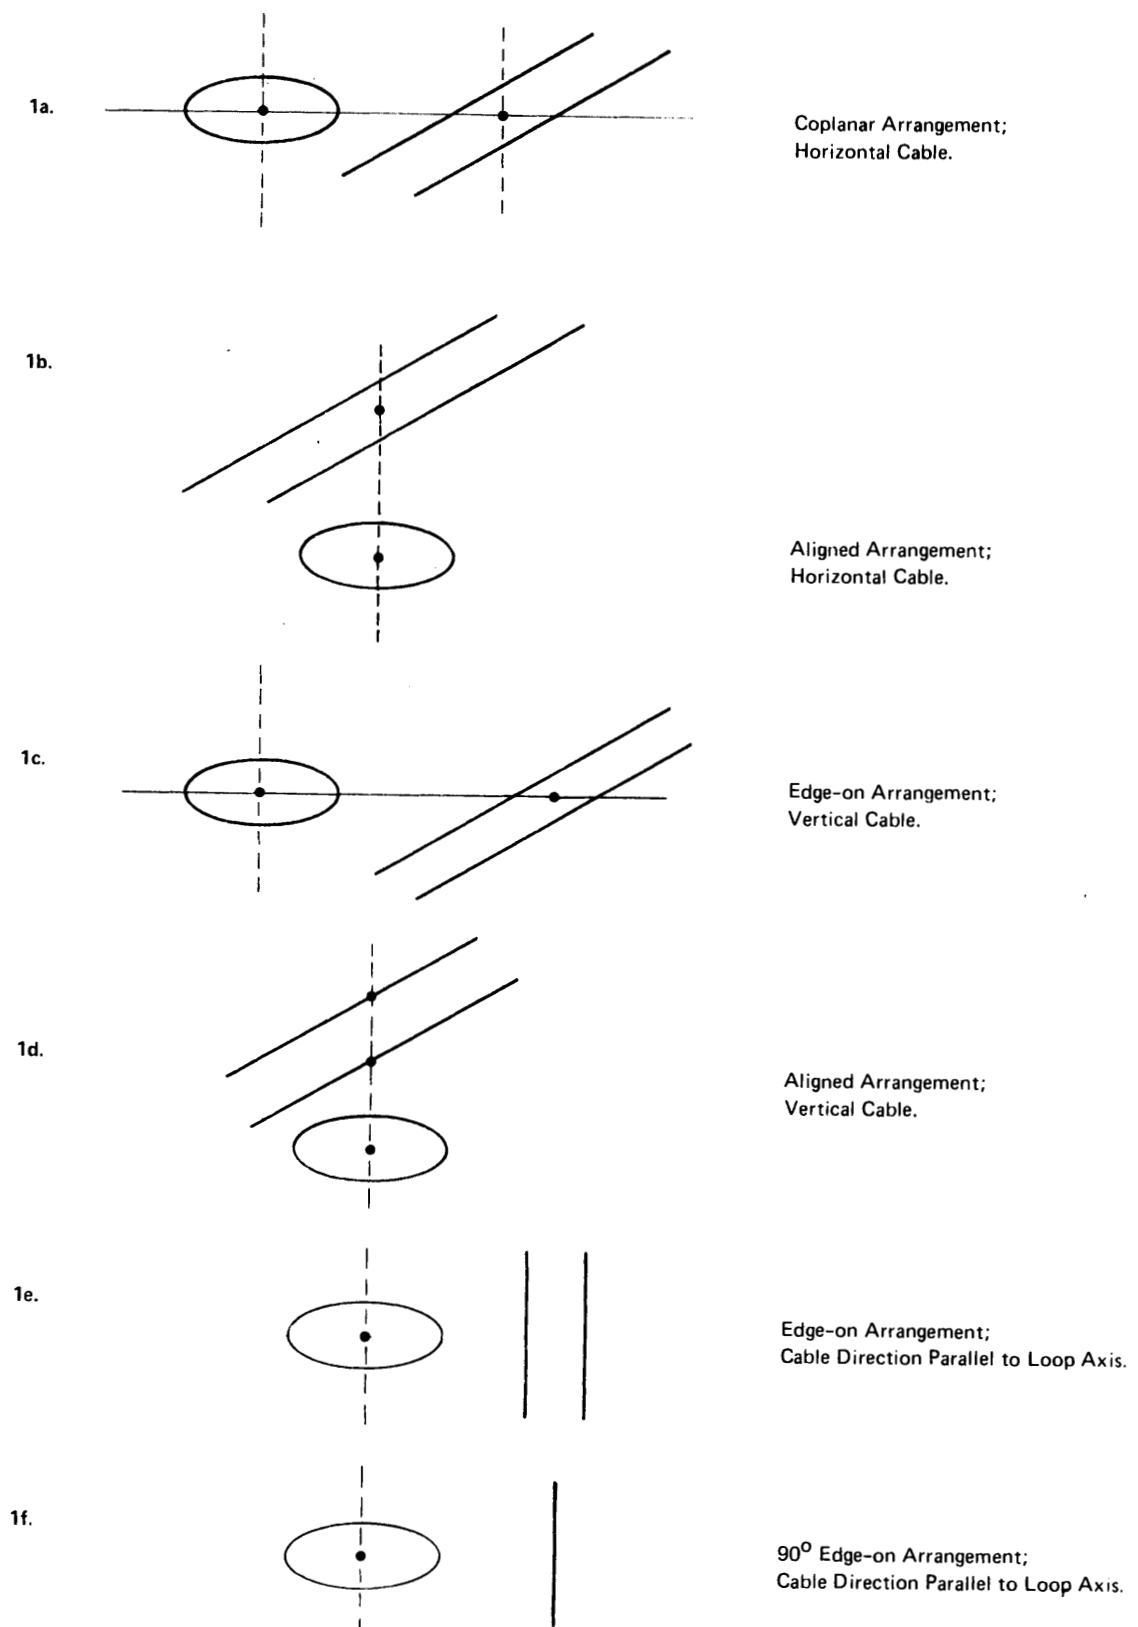 1a.
Coplanar Arrangement;
Horizontal Cable.
1b.
Aligned Arrangement;
Horizontal Cable.
1c.
Edge-on Arrangement;
Vertical Cable.
1d.
Aligned Arrangement;
Vertical Cable.
1e.
Edge-on Arrangement;
Cable Direction Parallel to Loop Axis.
1f.
90° Edge-on Arrangement;
Cable Direction Parallel to Loop Axis.